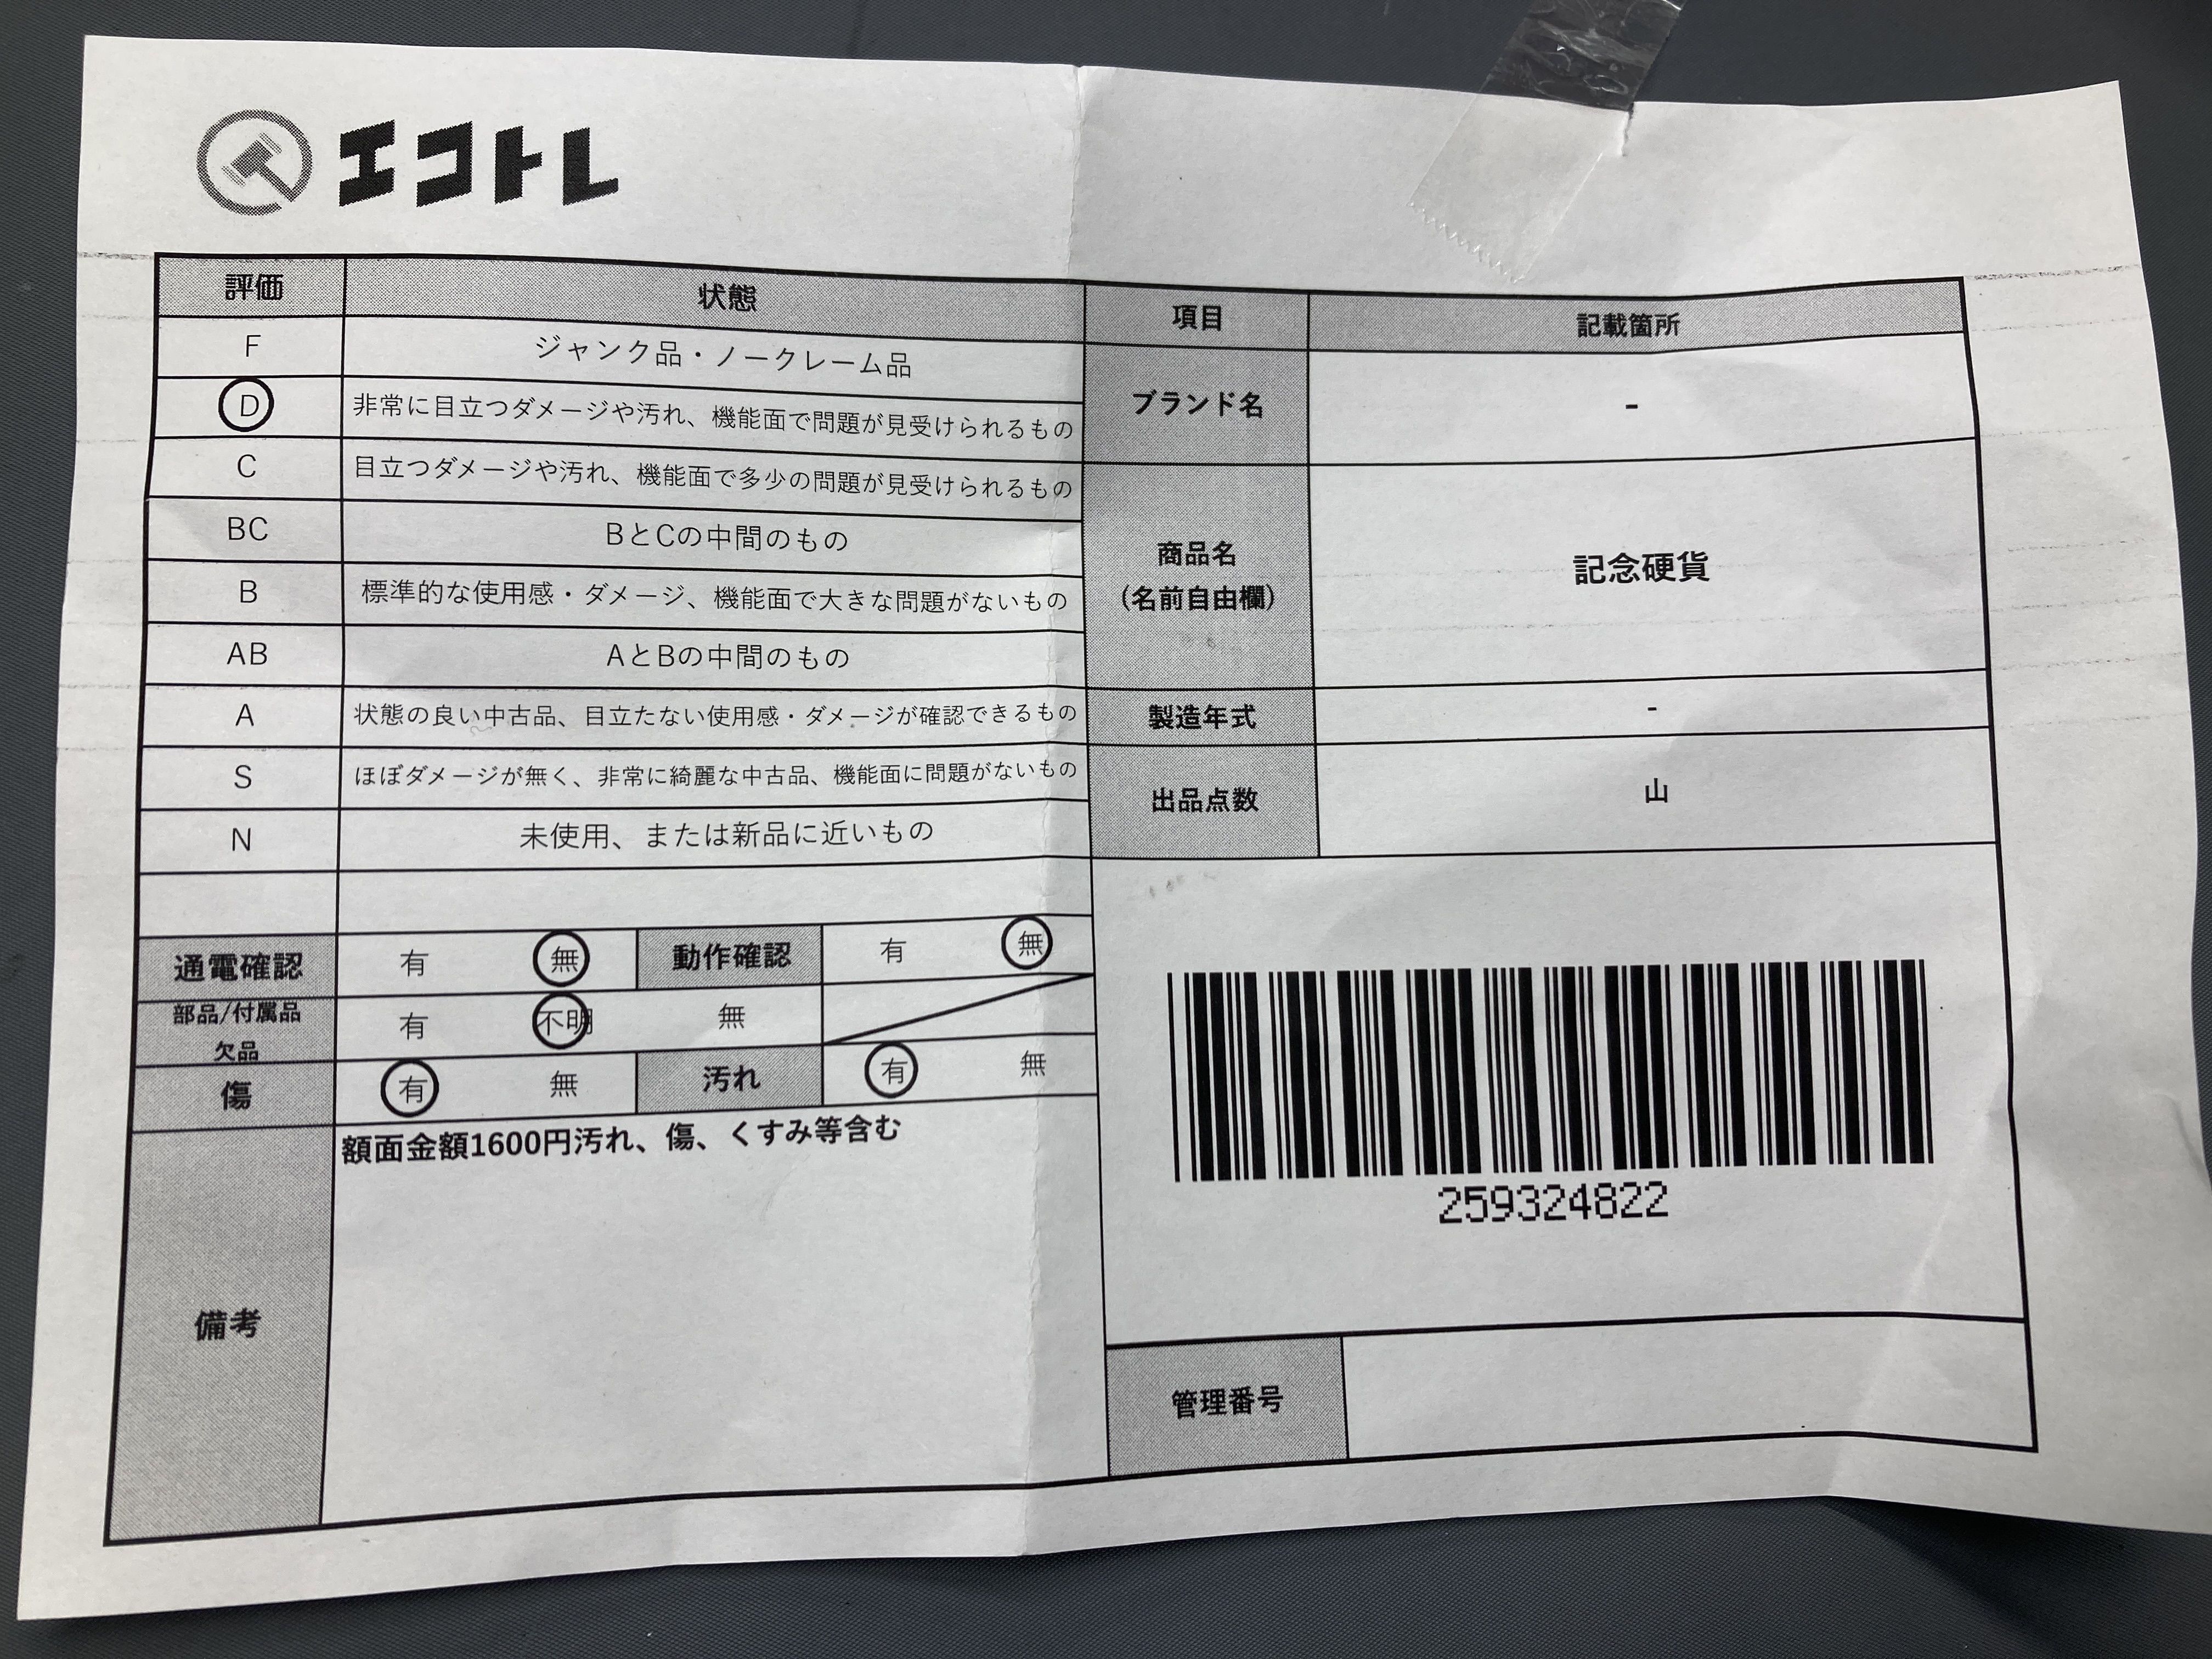 エコトレ
評価 状態
F ジャンク品・ノークレーム品
D 非常に目立つダメージや汚れ、機能面で問題が見受けられるもの
C 目立つダメージや汚れ、機能面で多少の問題が見受けられるもの
BC BとCの中間のもの
B 標準的な使用感・ダメージ、機能面で大きな問題がないもの
AB AとBの中間のもの
A 状態の良い中古品、目立たない使用感・ダメージが確認できるもの
S ほぼダメージが無く、非常に綺麗な中古品、機能面に問題がないもの
N 未使用、または新品に近いもの
通電確認 有 無 動作確認 有 無
部品/付属品
欠品 有 不明 無
傷 有 無 汚れ 有 無
備考 額面金額1600円汚れ、傷、くすみ等含む
項目 記載箇所
ブランド名 -
商品名
(名前自由欄) 記念硬貨
製造年式 -
出品点数 山
259324822
管理番号